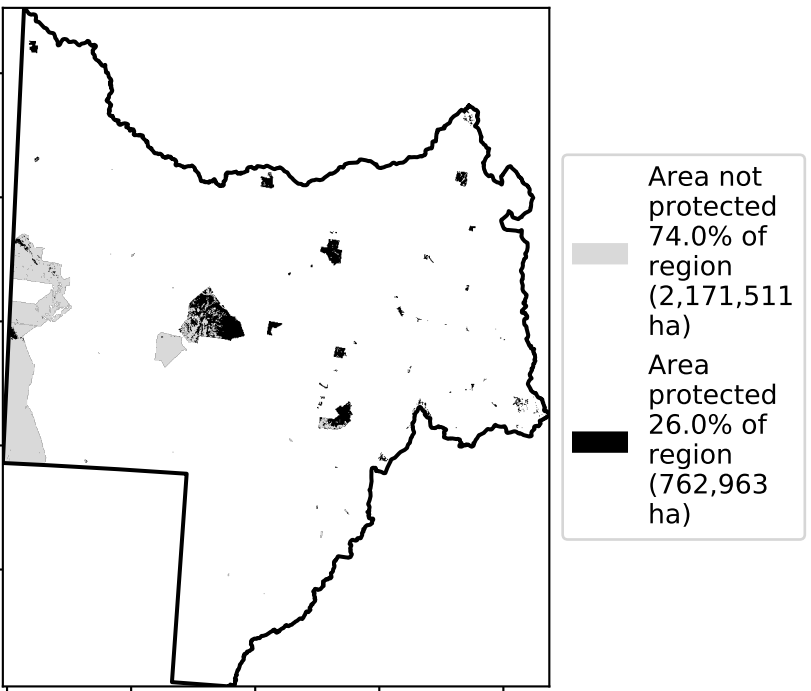 Area not
protected
74.0% of
region
(2,171,511
ha)
Area
protected
26.0% of
region
(762,963
ha)